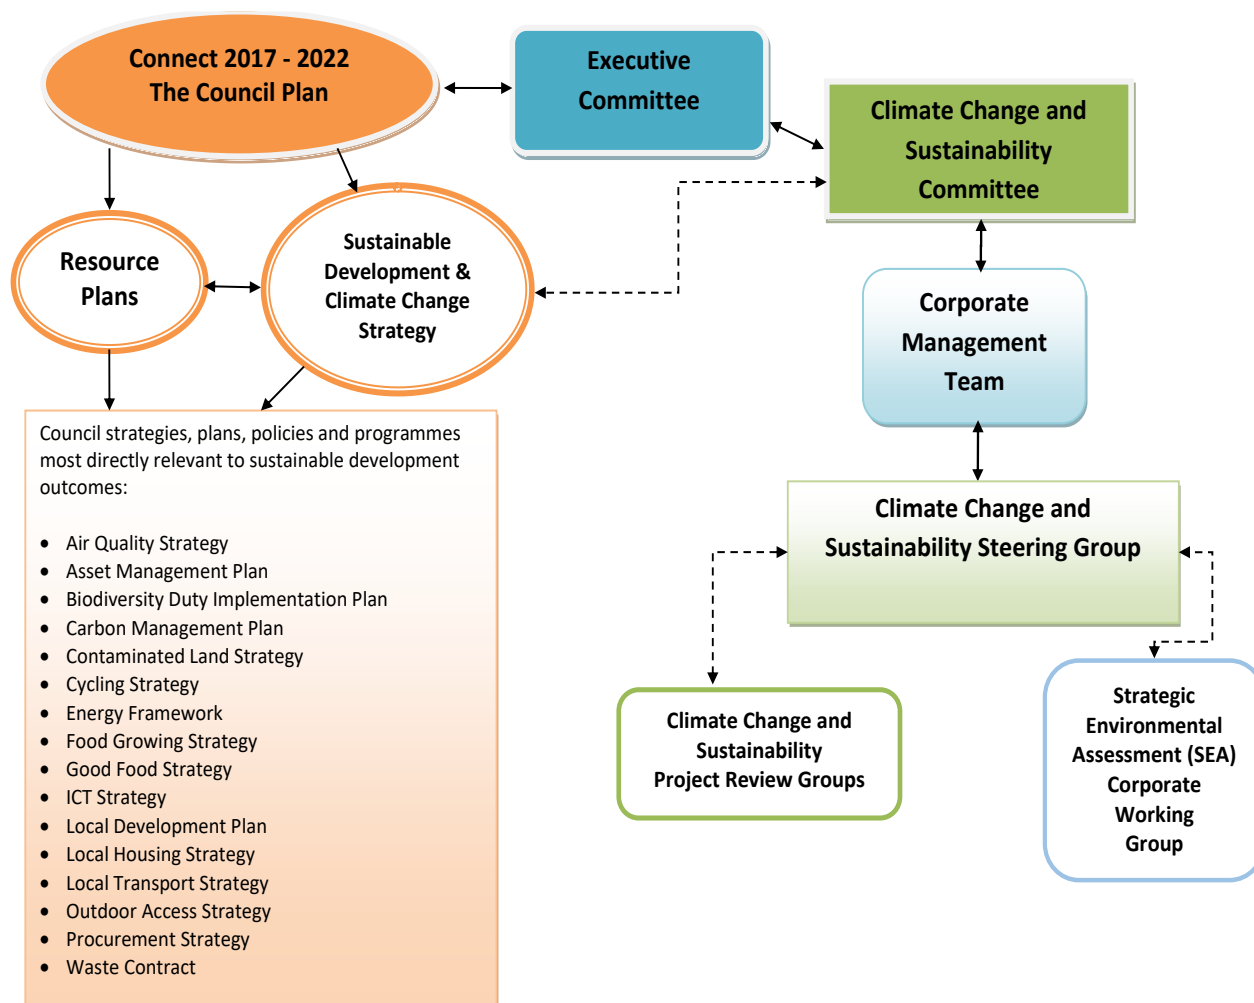 Connect 2017 - 2022
The Council Plan
Executive
Committee
Climate Change and
Sustainability
Committee
Resource
Plans
Sustainable
Development &
Climate Change
Strategy
Corporate
Management
Team
Council strategies, plans, policies and programmes
most directly relevant to sustainable development
outcomes:
• Air Quality Strategy
• Asset Management Plan
• Biodiversity Duty Implementation Plan
• Carbon Management Plan
• Contaminated Land Strategy
• Cycling Strategy
• Energy Framework
• Food Growing Strategy
• Good Food Strategy
• ICT Strategy
• Local Development Plan
• Local Housing Strategy
• Local Transport Strategy
• Outdoor Access Strategy
• Procurement Strategy
• Waste Contract
Climate Change and
Sustainability Steering Group
Climate Change and
Sustainability
Project Review Groups
Strategic
Environmental
Assessment (SEA)
Corporate
Working
Group